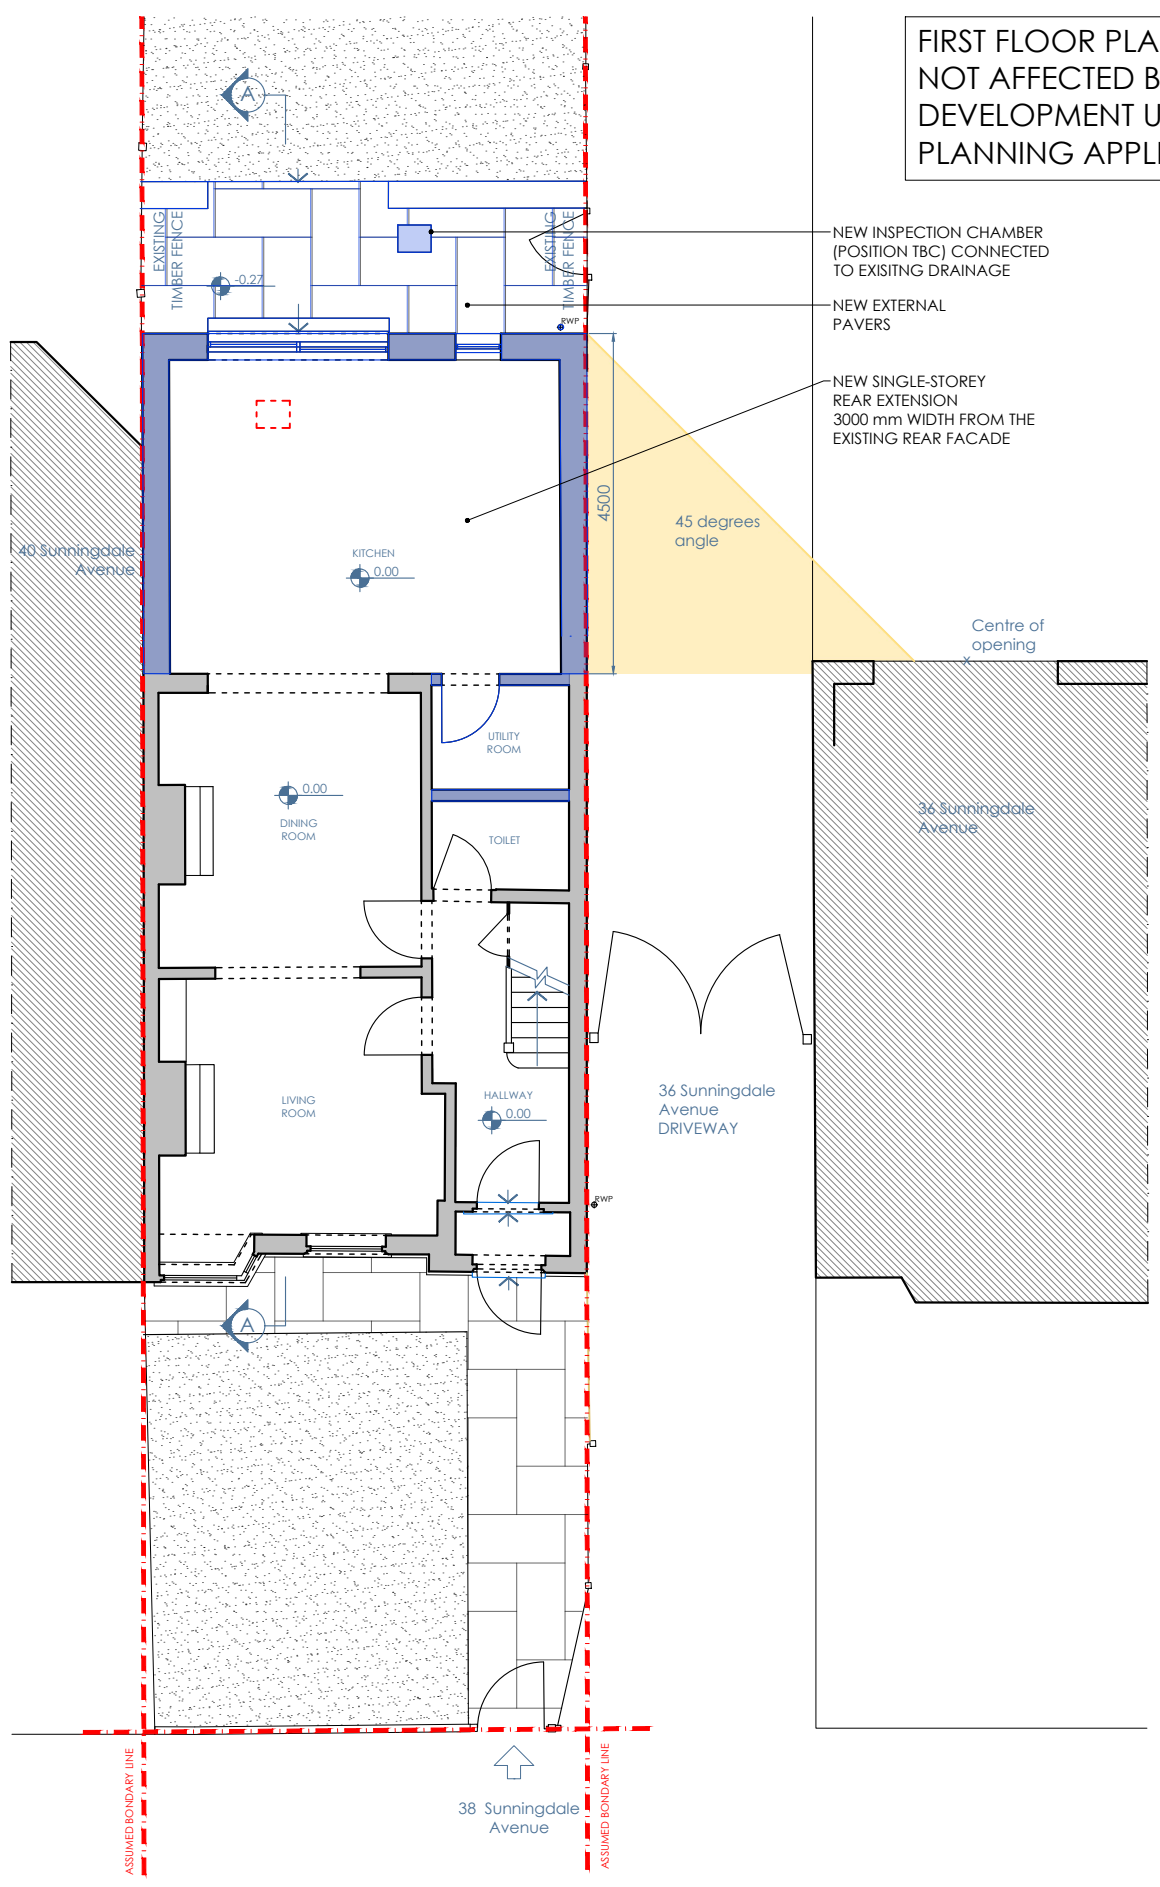 FIRST FLOOR PLA
NOT AFFECTED B
DEVELOPMENT U
PLANNING APPLI
A
EXISTING
TIMBER FENCE
EXISTING
TIMBER FENCE
-0.27
RWP
NEW INSPECTION CHAMBER
(POSITION TBC) CONNECTED
TO EXISITNG DRAINAGE
NEW EXTERNAL
PAVERS
NEW SINGLE-STOREY
REAR EXTENSION
3000 mm WIDTH FROM THE
EXISTING REAR FACADE
4500
45 degrees
angle
40 Sunningdale
Avenue
KITCHEN
0.00
Centre of
opening
UTILITY
ROOM
0.00
DINING
ROOM
TOILET
36 Sunningdale
Avenue
LIVING
ROOM
HALLWAY
0.00
36 Sunningdale
Avenue
DRIVEWAY
RWP
A
ASSUMED BONDARY LINE
ASSUMED BONDARY LINE
38 Sunningdale
Avenue